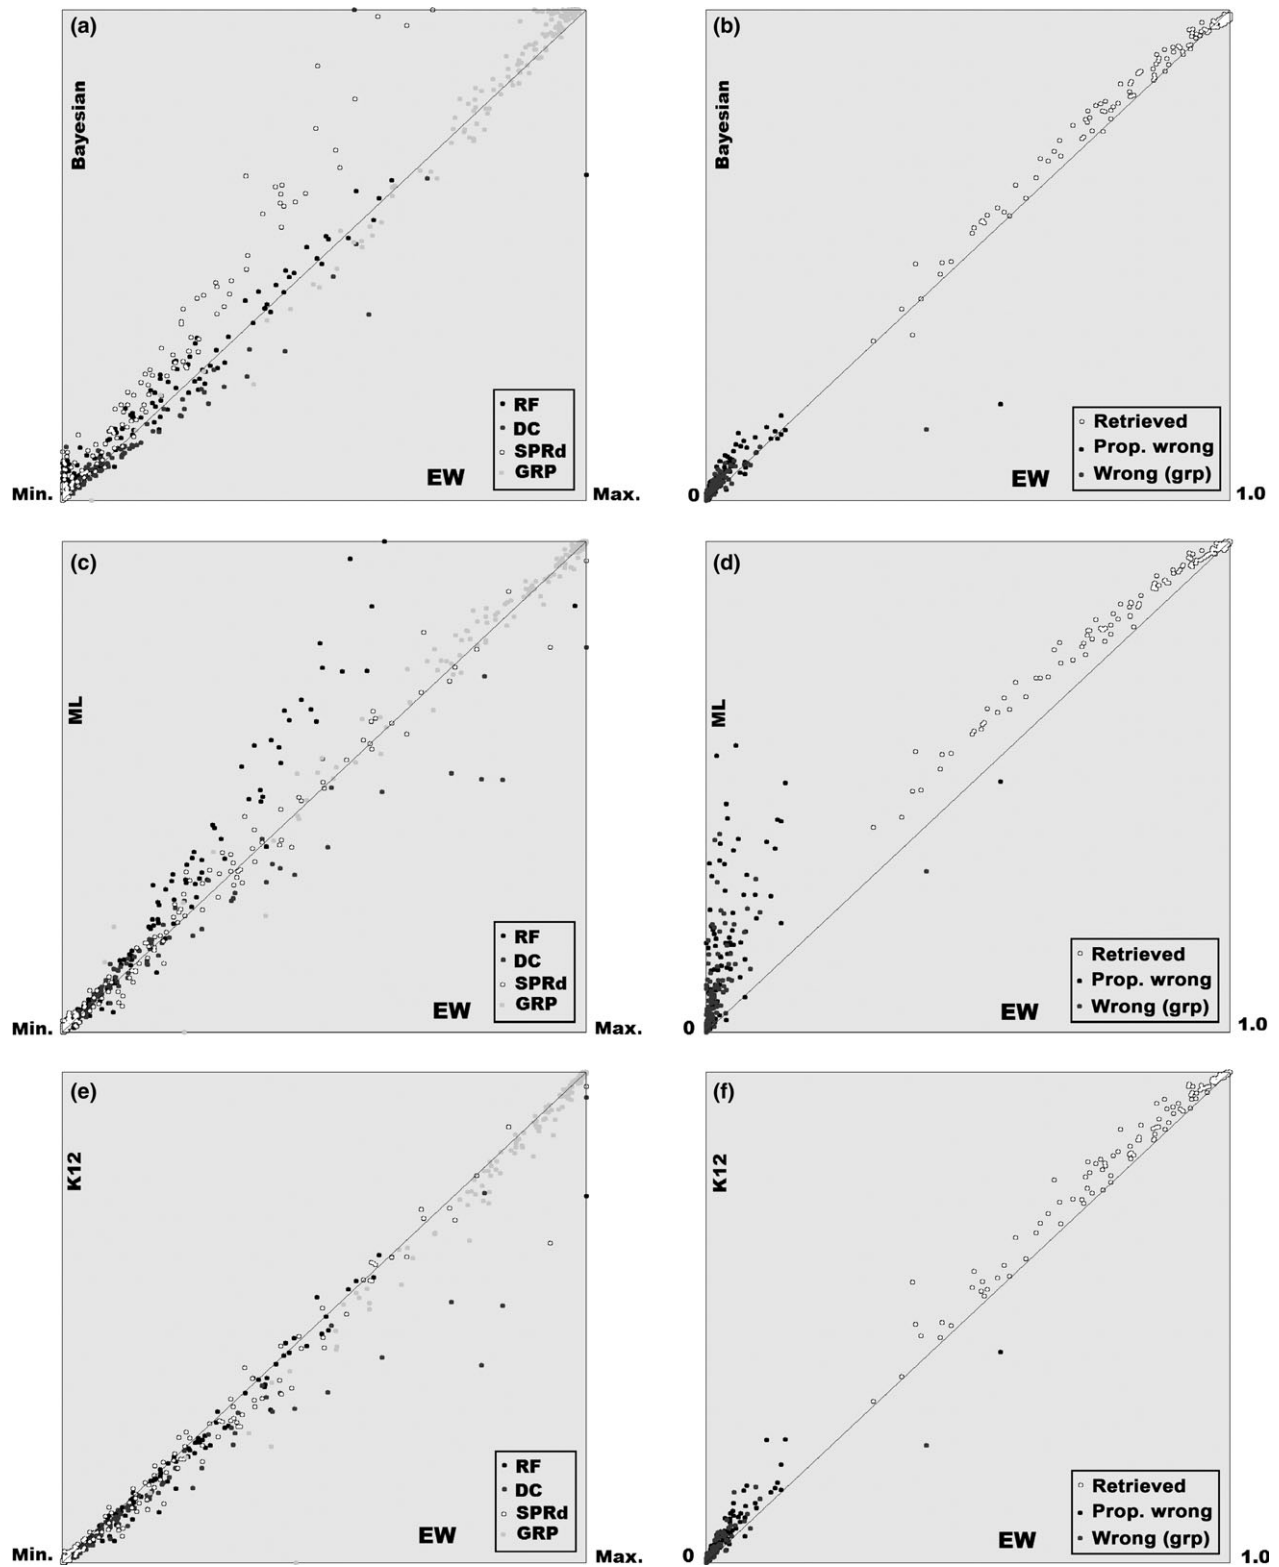 (a)
Bayesian
RF
DC
SPRd
GRP
EW
Min.
Max.
(b)
Bayesian
Retrieved
Prop. wrong
Wrong (grp)
EW
0
1.0
(c)
ML
RF
DC
SPRd
GRP
EW
Min.
Max.
(d)
ML
Retrieved
Prop. wrong
Wrong (grp)
EW
0
1.0
(e)
K12
RF
DC
SPRd
GRP
EW
Min.
Max.
(f)
K12
Retrieved
Prop. wrong
Wrong (grp)
EW
0
1.0